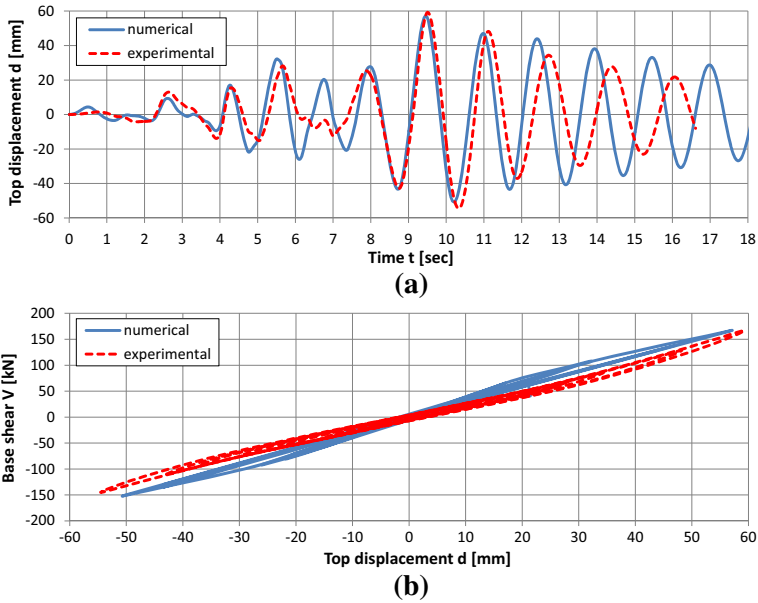 60
40
20
0
-20
-40
-60
Top displacement d [mm]
numerical
experimental
0 1 2 3 4 5 6 7 8 9 10 11 12 13 14 15 16 17 18
Time t [sec]
(a)
200
150
100
50
0
-50
-100
-150
-200
Base shear V [kN]
numerical
experimental
-60 -50 -40 -30 -20 -10 0 10 20 30 40 50 60
Top displacement d [mm]
(b)